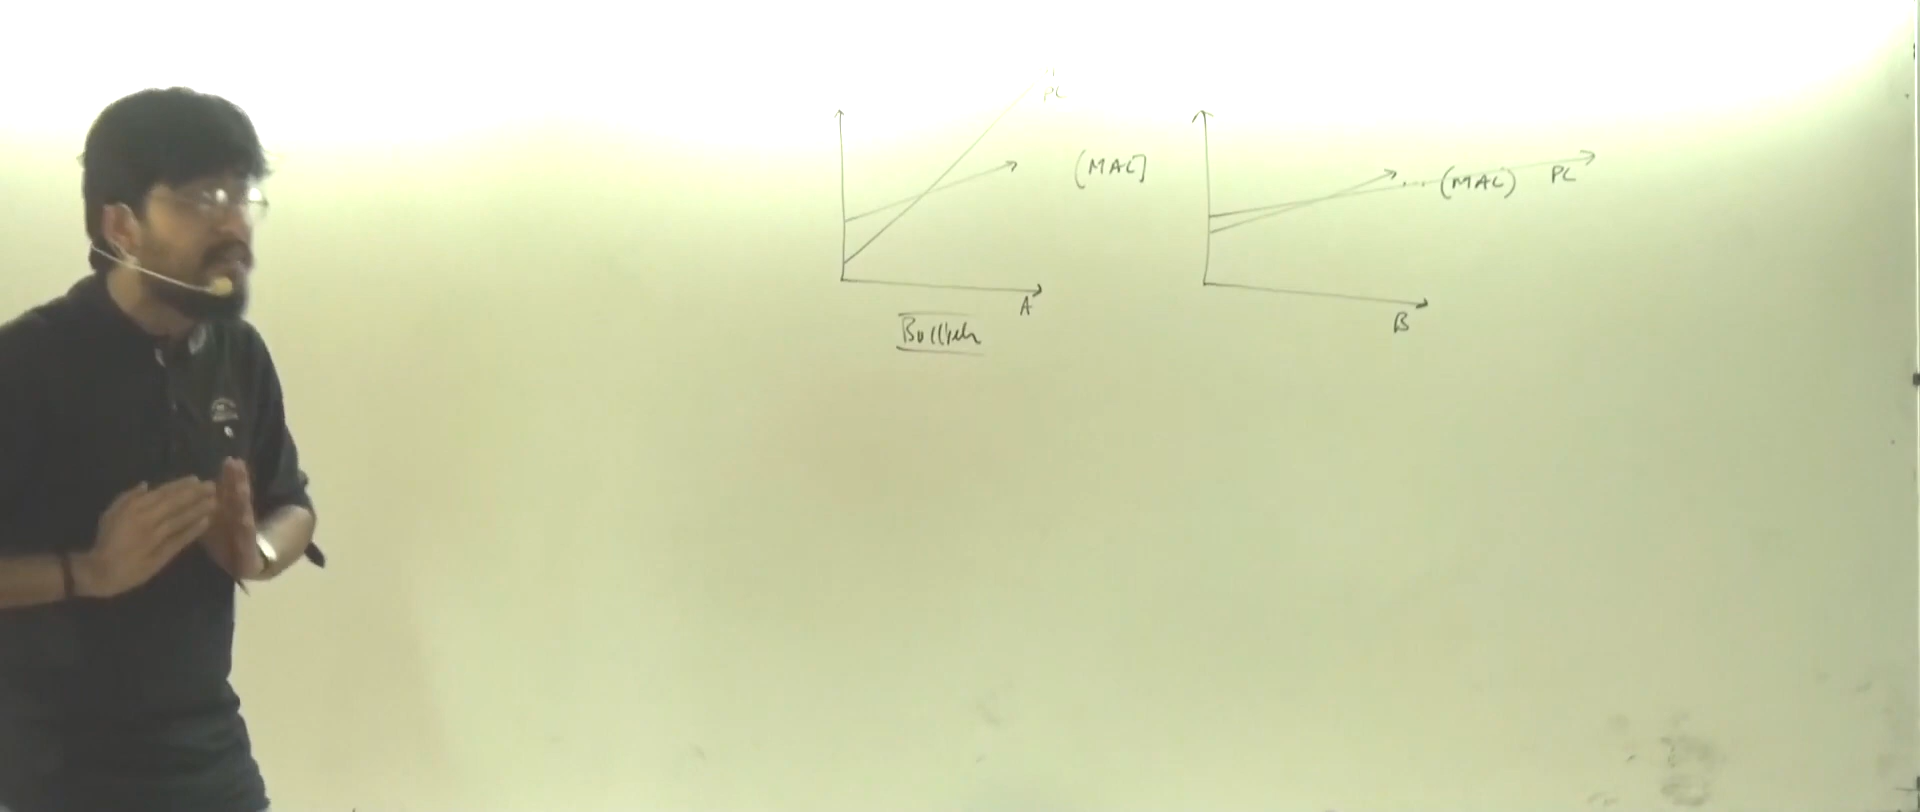 PC
(MAC]
A
Bullish
(MAC) PC
B